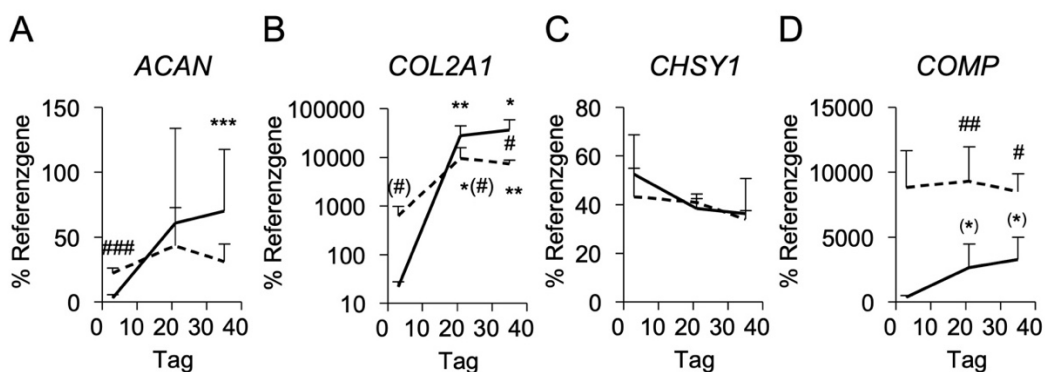 A
ACAN
% Referenzgene
150
100
50
0
***
###
0 10 20 30 40
Tag
B
COL2A1
% Referenzgene
100000
10000
1000
100
10
** *
#
(#)
*(#) **
0 10 20 30 40
Tag
C
CHSY1
% Referenzgene
80
60
40
20
0
0 10 20 30 40
Tag
D
COMP
% Referenzgene
15000
10000
5000
0
##
#
(*) (*)
0 10 20 30 40
Tag